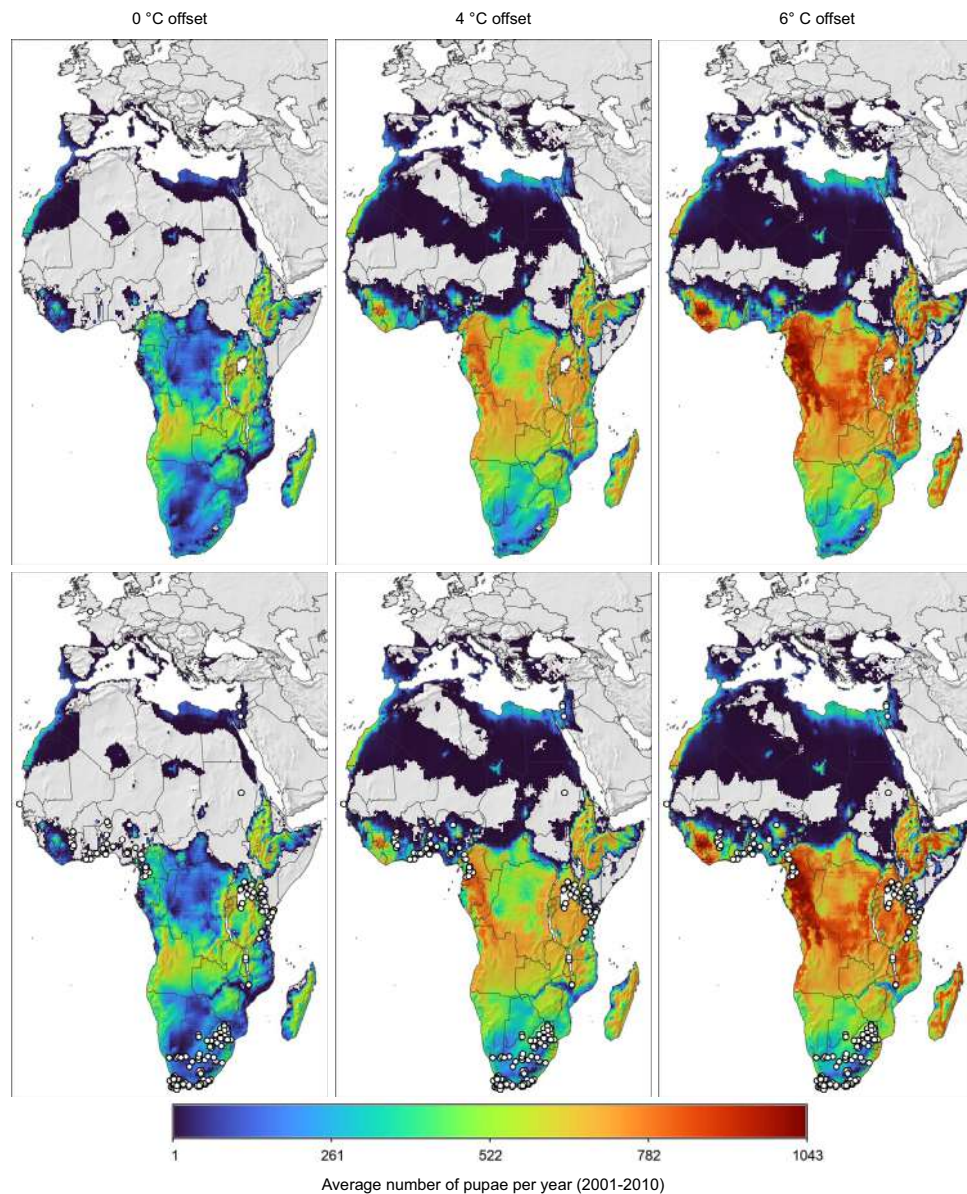 0 °C offset
4 °C offset
6° C offset
1
261
522
782
1043
Average number of pupae per year (2001-2010)